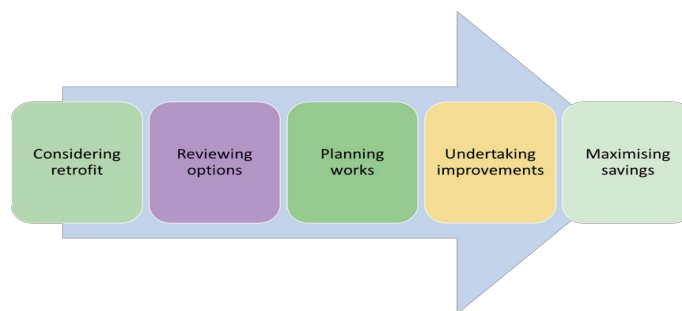 Considering
retrofit
Reviewing
options
Planning
works
Undertaking
improvements
Maximising
savings